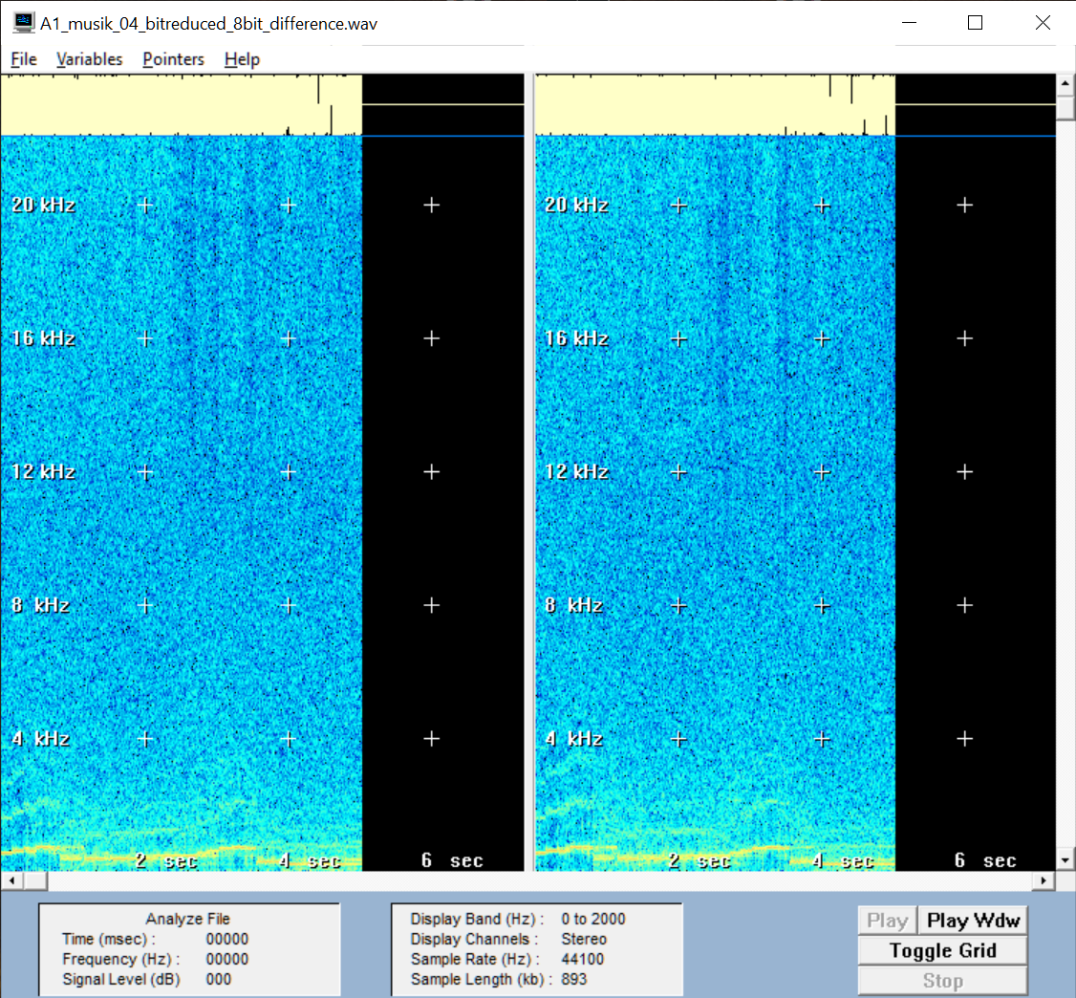 A1_musik_04_bitreduced_8bit_difference.wav
File Variables Pointers Help
20 kHz
16 kHz
12 kHz
8 kHz
4 kHz
2 sec 4 sec 6 sec
20 kHz
16 kHz
12 kHz
8 kHz
4 kHz
2 sec 4 sec 6 sec
Analyze File
Time (msec) : 00000
Frequency (Hz) : 00000
Signal Level (dB) 000
Display Band (Hz) : 0 to 2000
Display Channels : Stereo
Sample Rate (Hz) : 44100
Sample Length (kb) : 893
Play Play Wdw
Toggle Grid
Stop